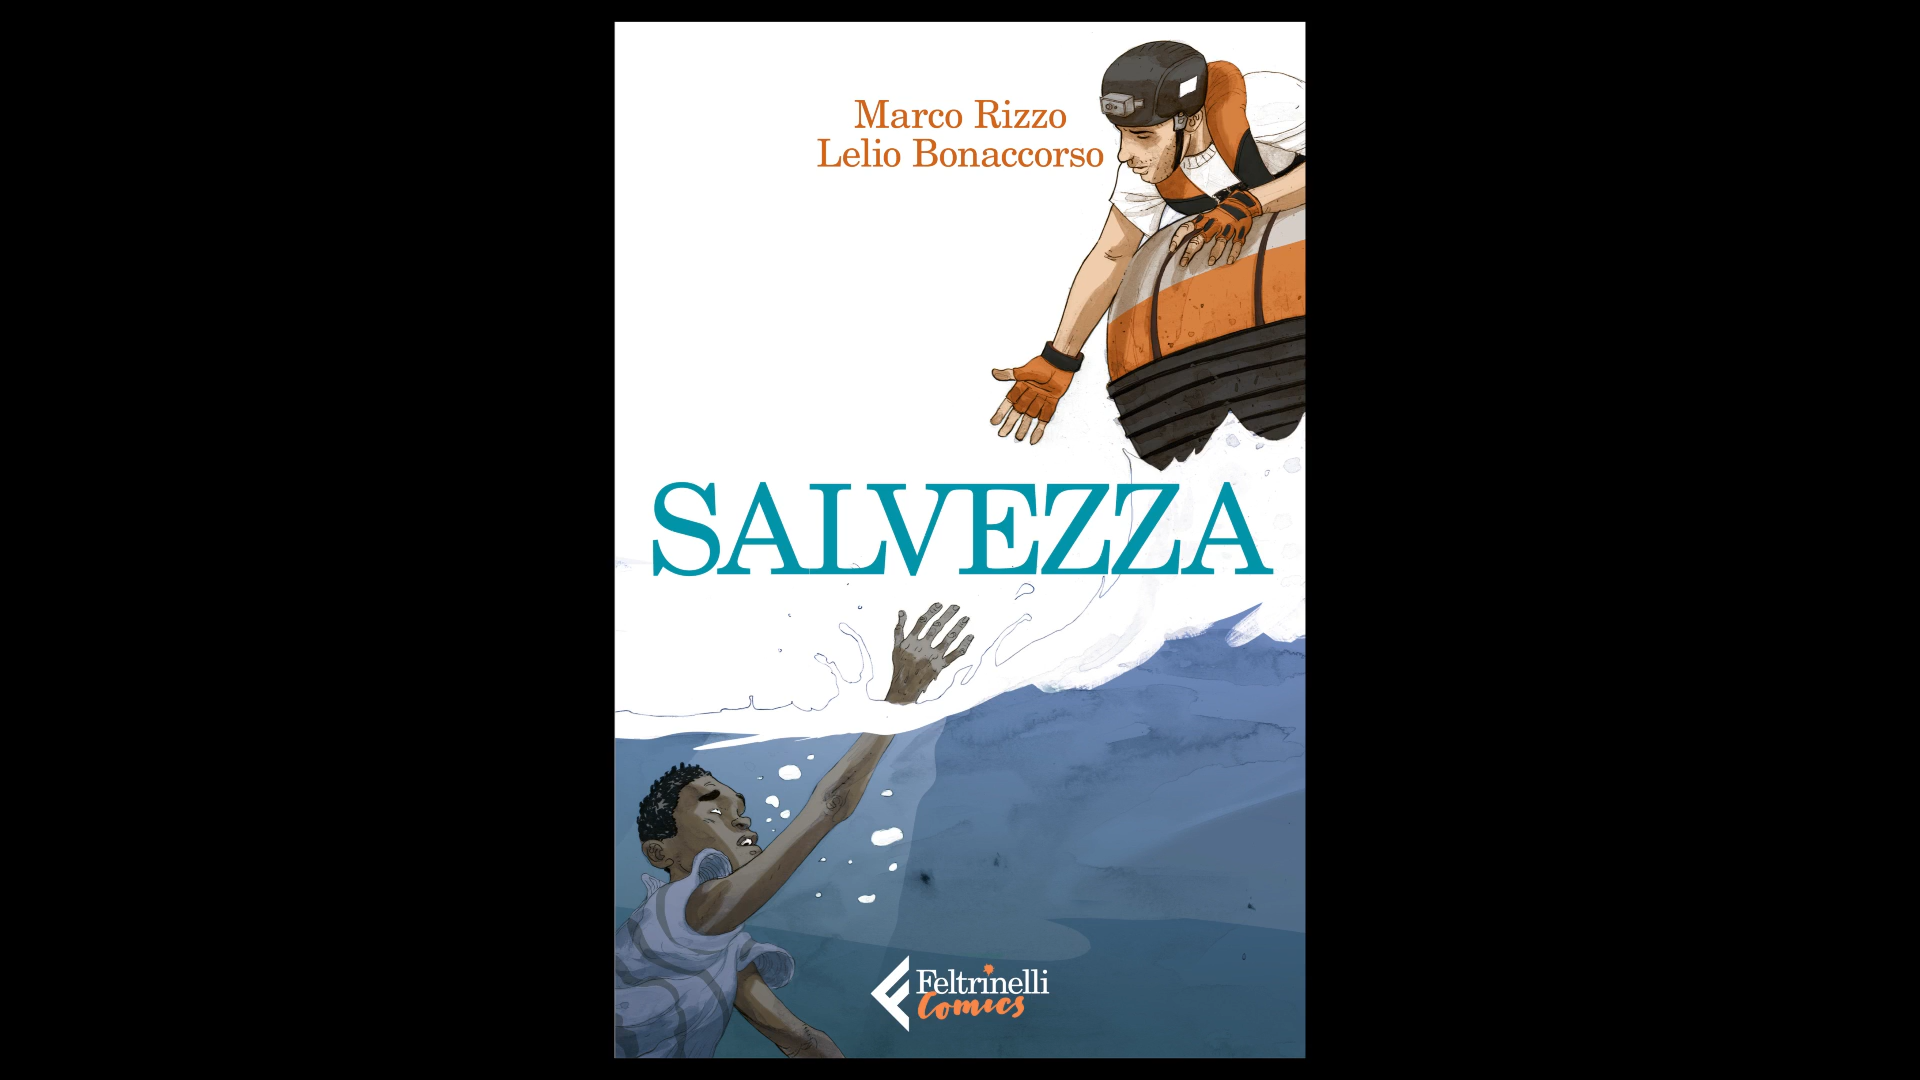 Marco Rizzo
Lelio Bonaccorso
SALVEZZA
Feltrinelli
Comics